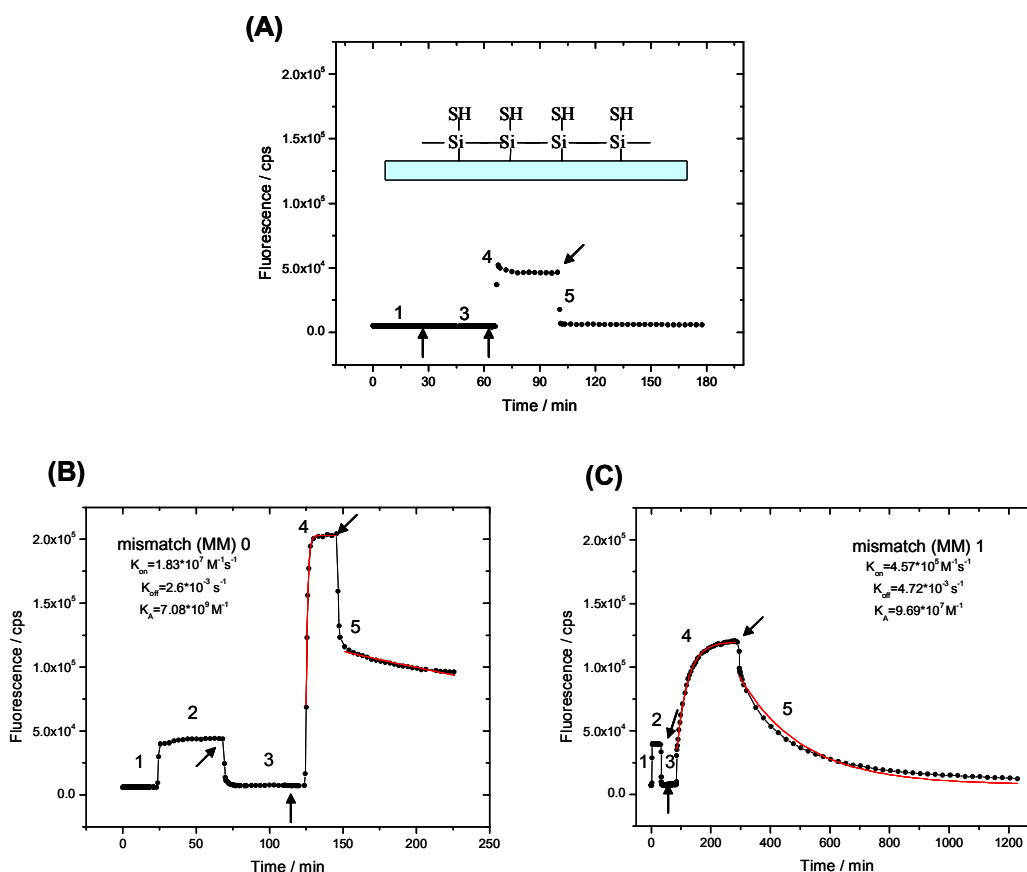 (A)
2.0x10⁵
1.5x10⁵
1.0x10⁵
5.0x10⁴
0.0
Fluorescence / cps
SH SH SH SH
Si Si Si Si
1 3 4 5
0 30 60 90 120 150 180
Time / min
(B)
2.0x10⁵
1.5x10⁵
1.0x10⁵
5.0x10⁴
0.0
Fluorescence / cps
mismatch (MM) 0
K_on=1.83*10⁷ M⁻¹s⁻¹
K_off=2.6*10⁻³ s⁻¹
K_A=7.08*10⁹ M⁻¹
1 2 3 4 5
0 50 100 150 200 250
Time / min
(C)
2.0x10⁵
1.5x10⁵
1.0x10⁵
5.0x10⁴
0.0
Fluorescence / cps
mismatch (MM) 1
K_on=4.57*10⁵ M⁻¹s⁻¹
K_off=4.72*10⁻³ s⁻¹
K_A=9.69*10⁷ M⁻¹
1 2 3 4 5
0 200 400 600 800 1000 1200
Time / min